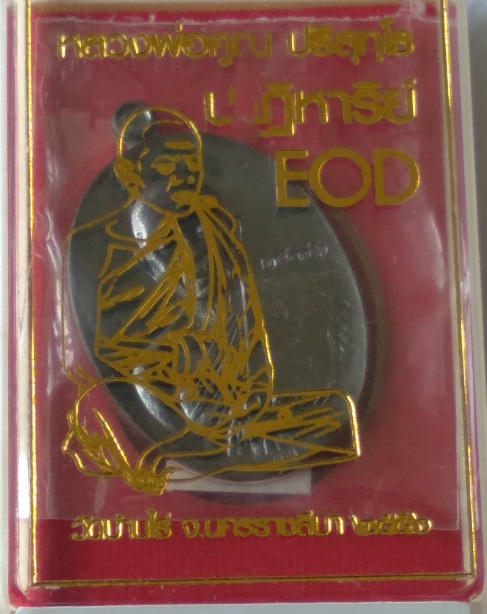 หลวงพ่อคูณ ปริสุทฺโธ
ปาฏิหาริย์
EOD
วัดบ้านไร่ จ.นครราชสีมา ๒๕๕๖